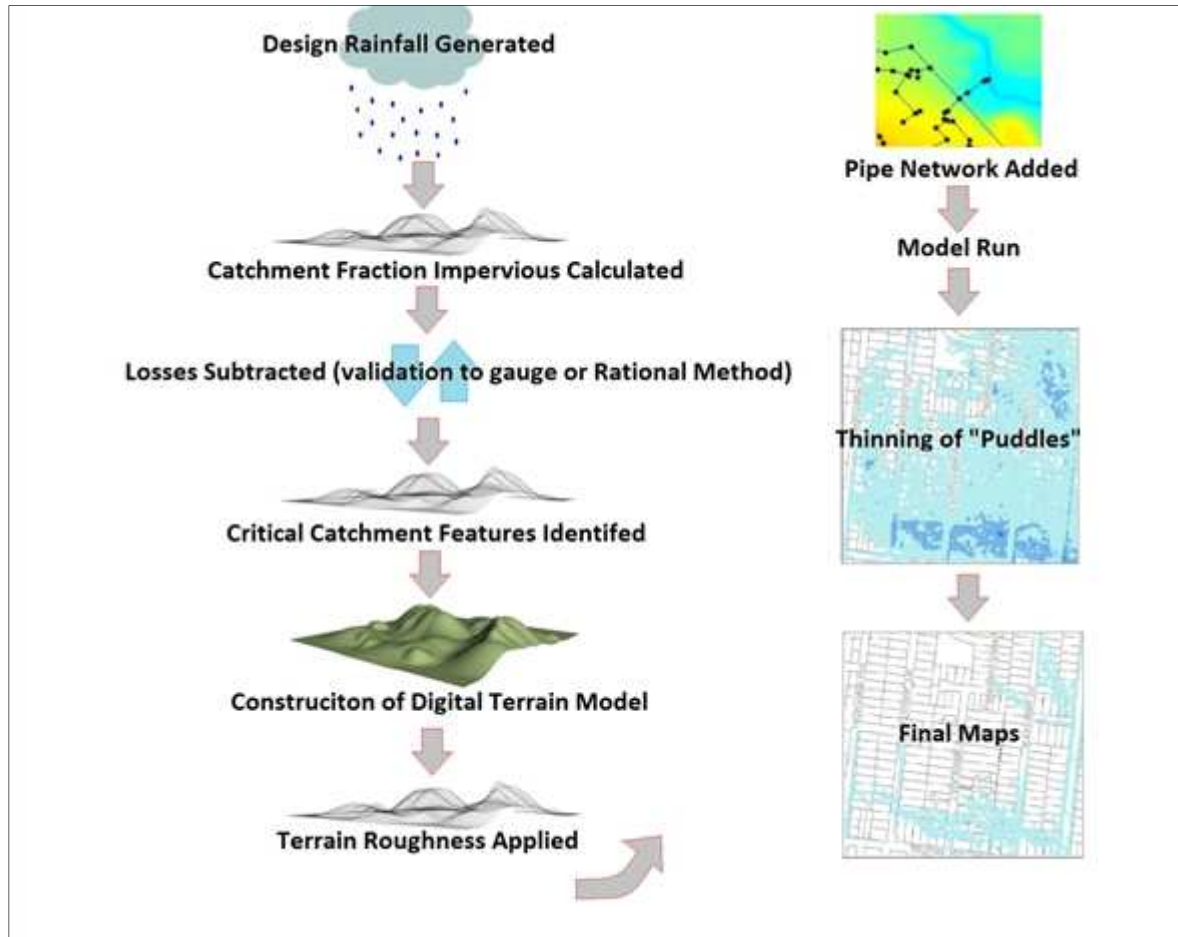 Design Rainfall Generated
Catchment Fraction Impervious Calculated
Losses Subtracted (validation to gauge or Rational Method)
Critical Catchment Features Identifed
Construciton of Digital Terrain Model
Terrain Roughness Applied
Pipe Network Added
Model Run
Thinning of "Puddles"
Final Maps